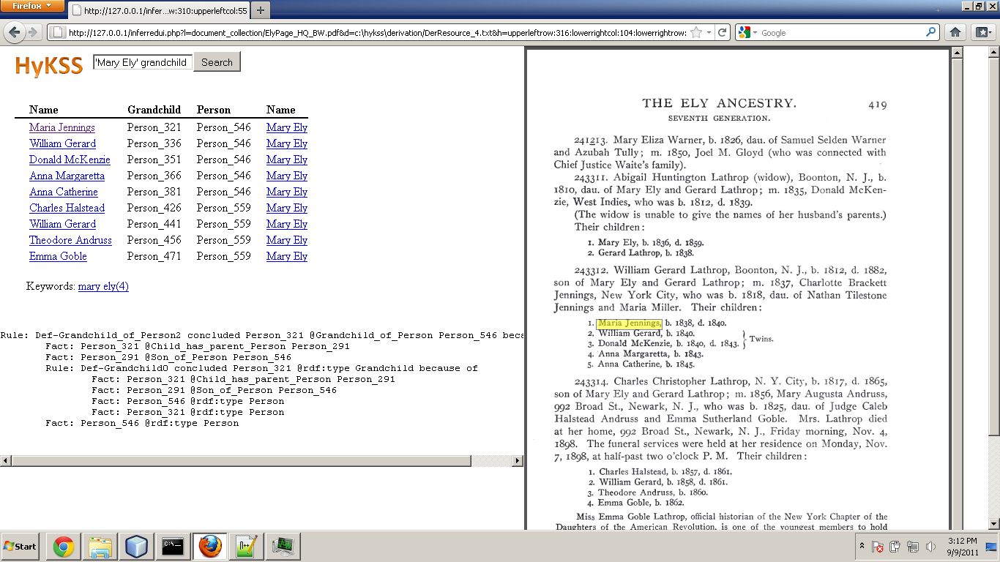 Firefox
http://127.0.0.1/infer...w:310:upperleftcol:55
http://127.0.0.1/inferredui.php?l=document_collection/ElyPage_HQ_BW.pdf&d=c:\hykss\derivation/DerResource_4.txt&h=upperleftrow:316:lowerrightcol:104:lowerrightrow:
Google
HyKSS
'Mary Ely' grandchild
Search
Name Grandchild Person Name
Maria Jennings Person_321 Person_546 Mary Ely
William Gerard Person_336 Person_546 Mary Ely
Donald McKenzie Person_351 Person_546 Mary Ely
Anna Margaretta Person_366 Person_546 Mary Ely
Anna Catherine Person_381 Person_546 Mary Ely
Charles Halstead Person_426 Person_559 Mary Ely
William Gerard Person_441 Person_559 Mary Ely
Theodore Andruss Person_456 Person_559 Mary Ely
Emma Goble Person_471 Person_559 Mary Ely
Keywords: mary ely(4)
Rule: Def-Grandchild_of_Person2 concluded Person_321 @Grandchild_of_Person Person_546 beca
Fact: Person_321 @Child_has_parent_Person Person_291
Fact: Person_291 @Son_of_Person Person_546
Rule: Def-Grandchild0 concluded Person_321 @rdf:type Grandchild because of
Fact: Person_321 @Child_has_parent_Person Person_291
Fact: Person_291 @Son_of_Person Person_546
Fact: Person_546 @rdf:type Person
Fact: Person_321 @rdf:type Person
Fact: Person_546 @rdf:type Person
THE ELY ANCESTRY. 419
SEVENTH GENERATION.
241213. Mary Eliza Warner, b. 1826, dau. of Samuel Selden Warner
and Azubah Tully; m. 1850, Joel M. Gloyd (who was connected with
Chief Justice Waite's family).
243311. Abigail Huntington Lathrop (widow), Boonton, N. J., b.
1810, dau. of Mary Ely and Gerard Lathrop; m. 1835, Donald McKen-
zie, West Indies, who was b. 1812, d. 1839.
(The widow is unable to give the names of her husband's parents.)
Their children:
1. Mary Ely, b. 1836, d. 1859.
2. Gerard Lathrop, b. 1838.
243312. William Gerard Lathrop, Boonton, N. J., b. 1812, d. 1882,
son of Mary Ely and Gerard Lathrop; m. 1837, Charlotte Brackett
Jennings, New York City, who was b. 1818, dau. of Nathan Tilestone
Jennings and Maria Miller. Their children:
1. Maria Jennings, b. 1838, d. 1840.
2. William Gerard, b. 1840.
3. Donald McKenzie, b. 1840, d. 1843. } Twins.
4. Anna Margaretta, b. 1843.
5. Anna Catherine, b. 1845.
243314. Charles Christopher Lathrop, N. Y. City, b. 1817, d. 1865,
son of Mary Ely and Gerard Lathrop; m. 1856, Mary Augusta Andruss,
992 Broad St., Newark, N. J., who was b. 1825, dau. of Judge Caleb
Halstead Andruss and Emma Sutherland Goble. Mrs. Lathrop died
at her home, 992 Broad St., Newark, N. J., Friday morning, Nov. 4,
1898. The funeral services were held at her residence on Monday, Nov.
7, 1898, at half-past two o'clock P. M. Their children:
1. Charles Halstead, b. 1857, d. 1861.
2. William Gerard, b. 1858, d. 1861.
3. Theodore Andruss, b. 1860.
4. Emma Goble, b. 1862.
Miss Emma Goble Lathrop, official historian of the New York Chapter of the
Daughters of the American Revolution, is one of the youngest members to hold
Start
3:12 PM
9/9/2011